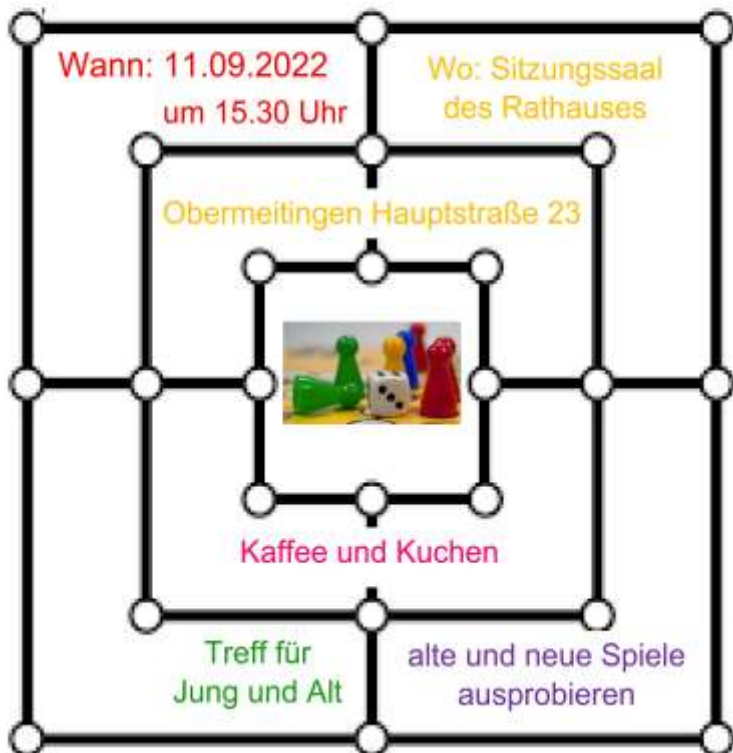 Wann: 11.09.2022
um 15.30 Uhr
Wo: Sitzungssaal
des Rathauses
Obermeitingen Hauptstraße 23
Kaffee und Kuchen
Treff für
Jung und Alt
alte und neue Spiele
ausprobieren